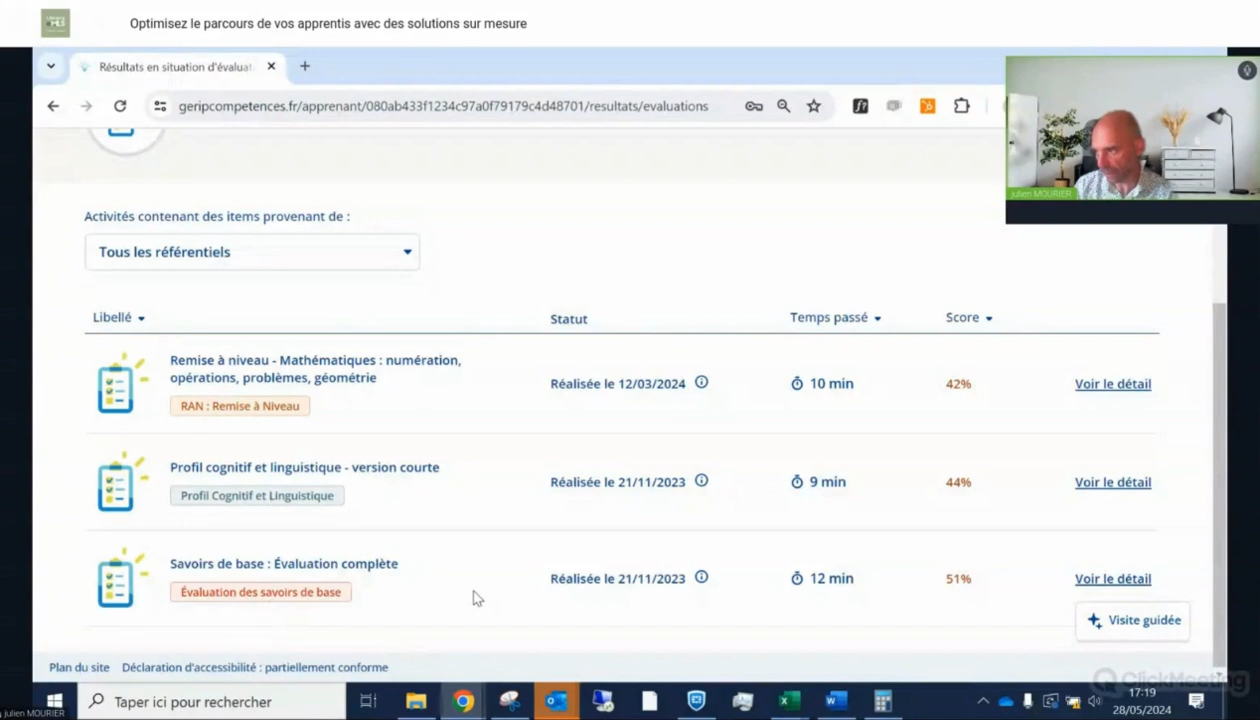 Optimisez le parcours de vos apprentis avec des solutions sur mesure
Résultats en situation d'évaluat
geripcompetences.fr/apprenant/080ab433f1234c97a0f79179c4d48701/resultats/evaluations
julien MOURIER
Activités contenant des items provenant de :
Tous les référentiels
Libellé
Statut
Temps passé
Score
Remise à niveau - Mathématiques : numération,
opérations, problèmes, géométrie
RAN : Remise à Niveau
Réalisée le 12/03/2024
10 min
42%
Voir le détail
Profil cognitif et linguistique - version courte
Profil Cognitif et Linguistique
Réalisée le 21/11/2023
9 min
44%
Voir le détail
Savoirs de base : Évaluation complète
Évaluation des savoirs de base
Réalisée le 21/11/2023
12 min
51%
Voir le détail
Visite guidée
Plan du site
Déclaration d'accessibilité : partiellement conforme
ClickMeeting
Taper ici pour rechercher
17:19
28/05/2024
julien MOURIER